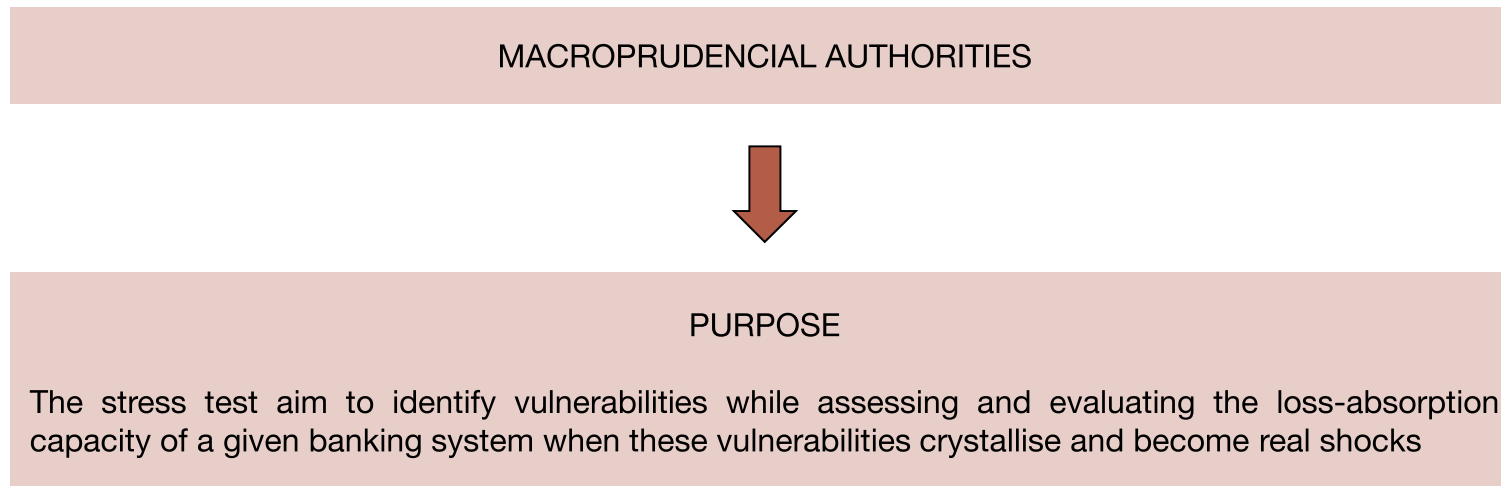 MACROPRUDENCIAL AUTHORITIES
PURPOSE
The stress test aim to identify vulnerabilities while assessing and evaluating the loss-absorption
capacity of a given banking system when these vulnerabilities crystallise and become real shocks